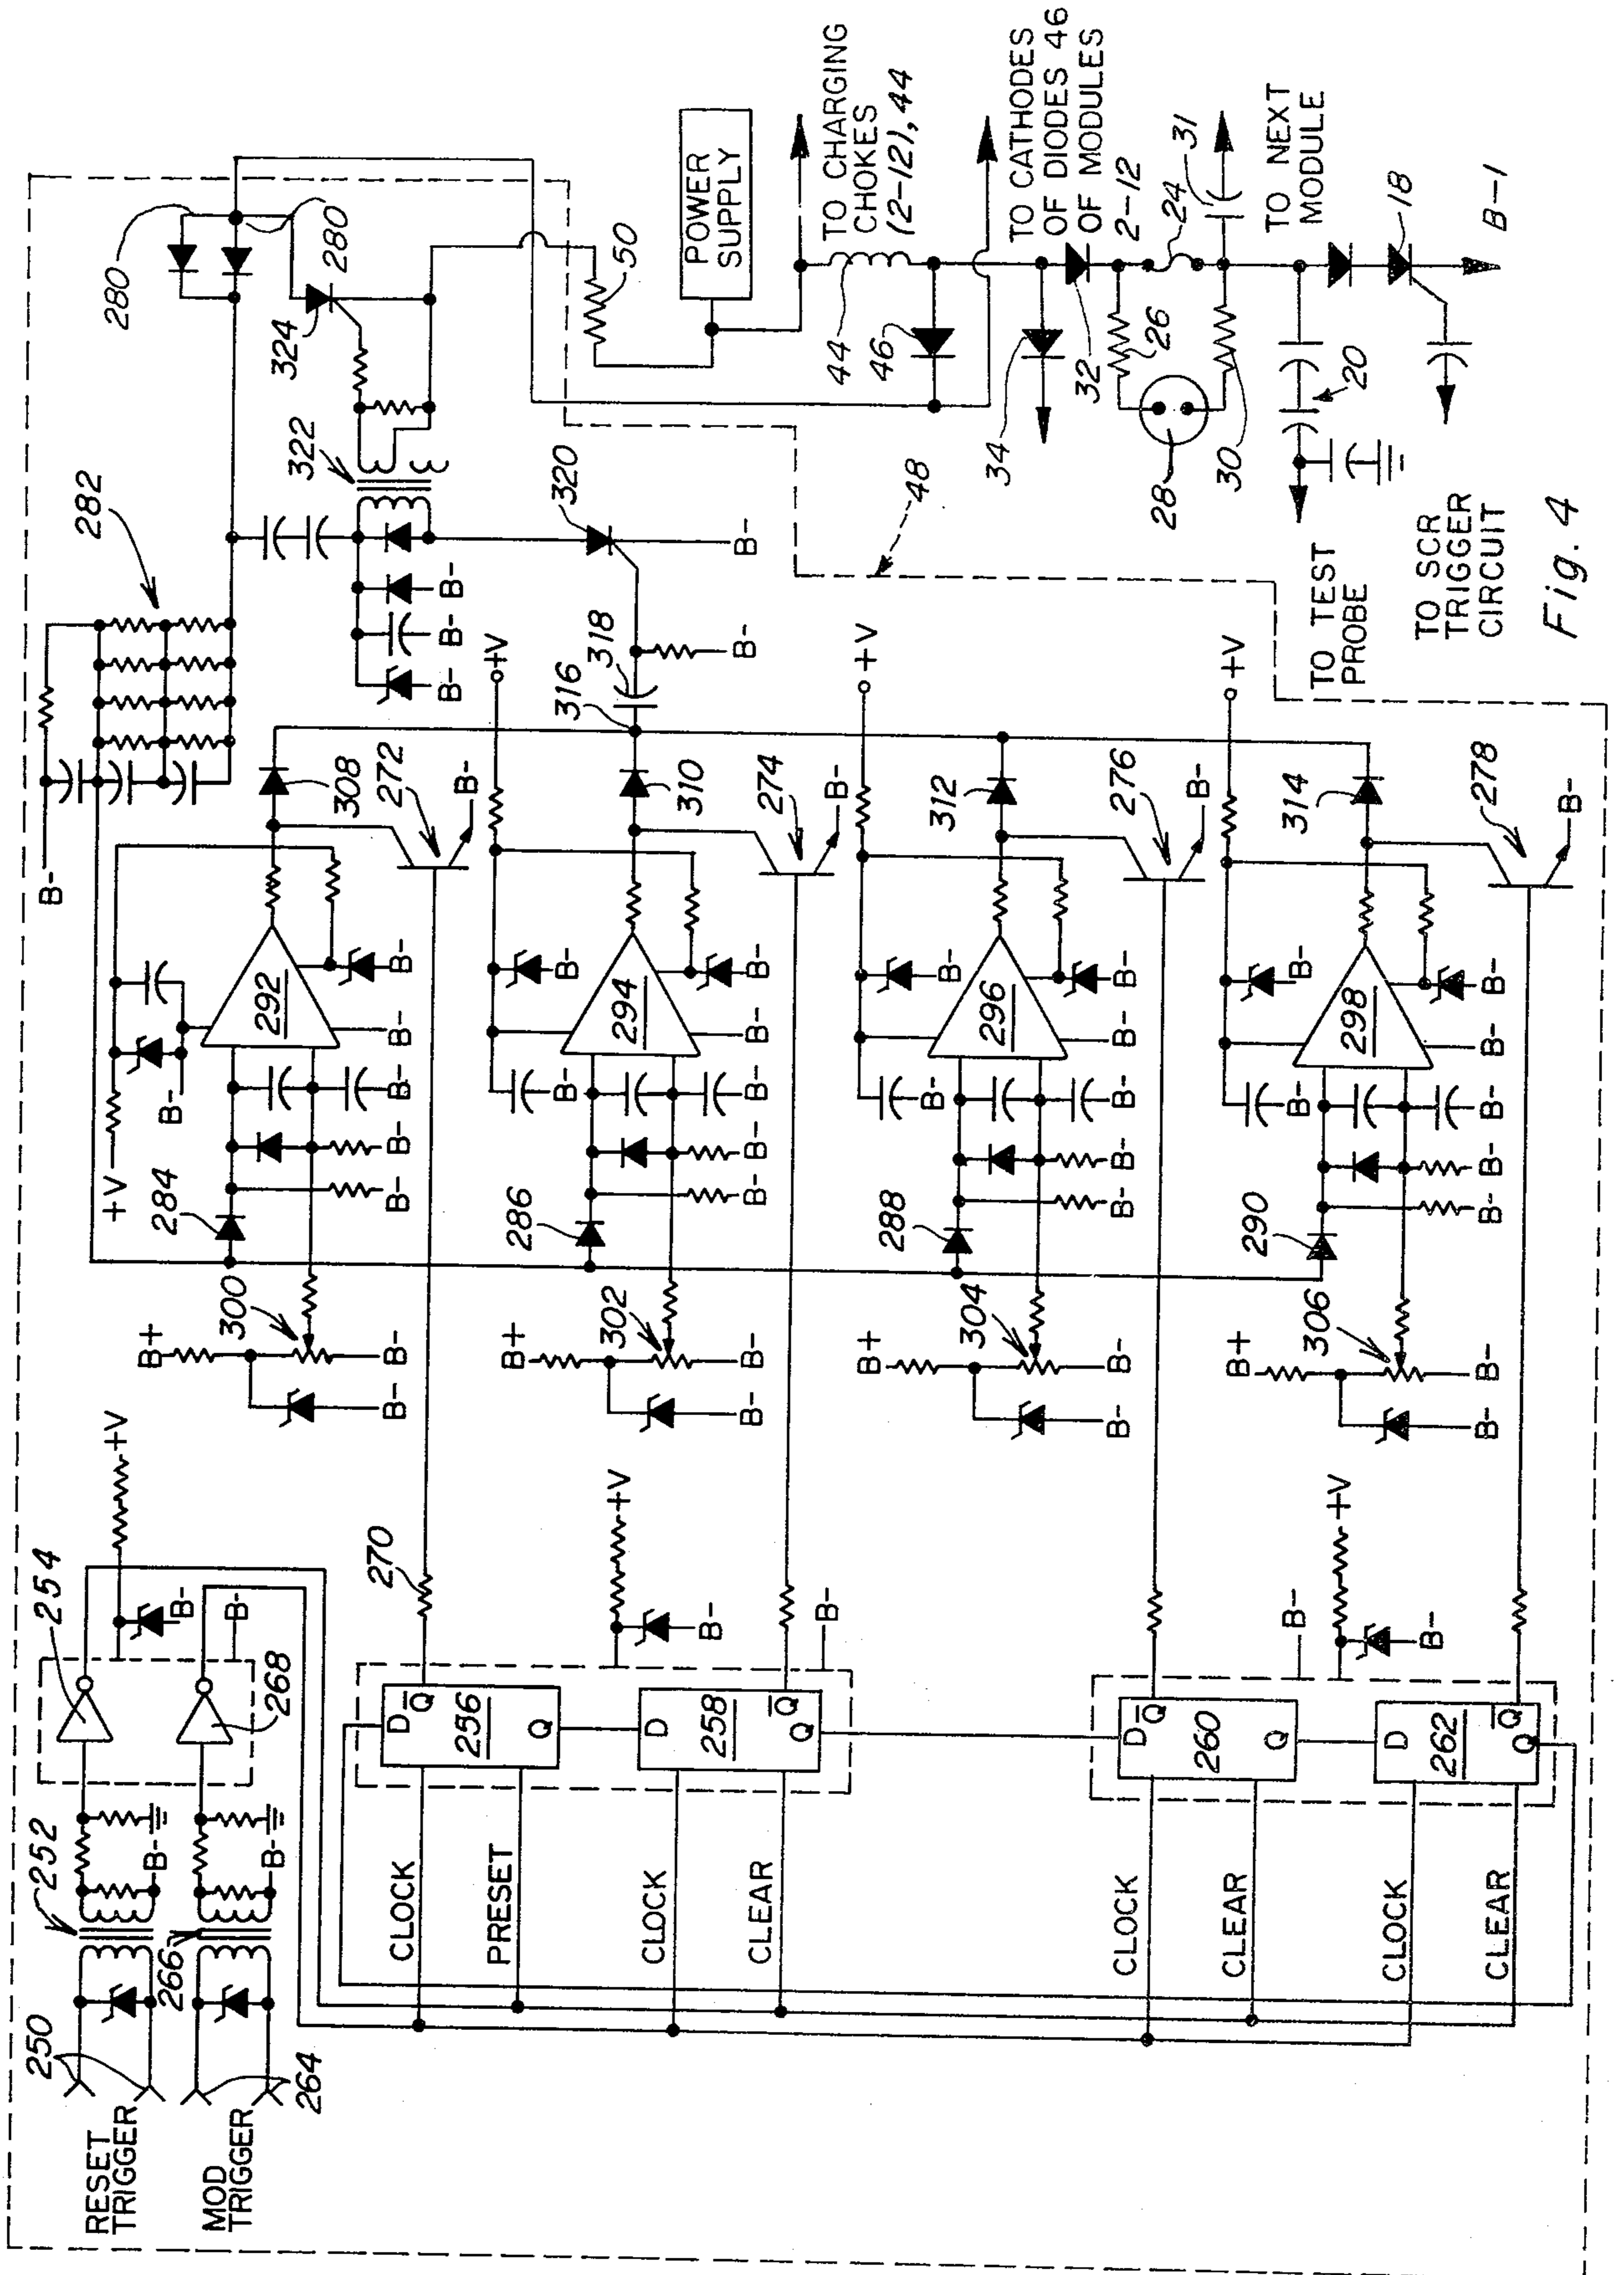 RESET
TRIGGER
250
252
254
+V
B-
B-
MOD
TRIGGER
264
266
268
B-
B-
B-
CLOCK
PRESET
D
Q̅
256
Q
270
CLOCK
CLEAR
D
258
Q̅
Q
+V
B-
B-
CLOCK
CLEAR
D
Q̅
260
Q
CLOCK
CLEAR
D
262
Q̅
Q
B-
+V
B-
B+
300
B-
B-
B+
302
B-
B-
B+
304
B-
B-
B+
306
B-
B-
+V
B-
284
292
B-
B-
B-
B-
B-
308
272
B-
286
294
+V
B-
B-
B-
B-
B-
B-
B-
310
274
B-
288
296
+V
B-
B-
B-
B-
B-
B-
B-
312
276
B-
290
298
+V
B-
B-
B-
B-
B-
B-
B-
314
278
B-
B-
282
316
318
B-
320
B-
322
B-
B-
B-
324
280
280
50
48
POWER
SUPPLY
TO CHARGING
CHOKES
(2-12),44
44
46
TO CATHODES
OF DIODES 46
OF MODULES
2-12
34
32
24
26
28
30
31
TO NEXT
MODULE
20
18
B-1
TO TEST
PROBE
TO SCR
TRIGGER
CIRCUIT
Fig. 4